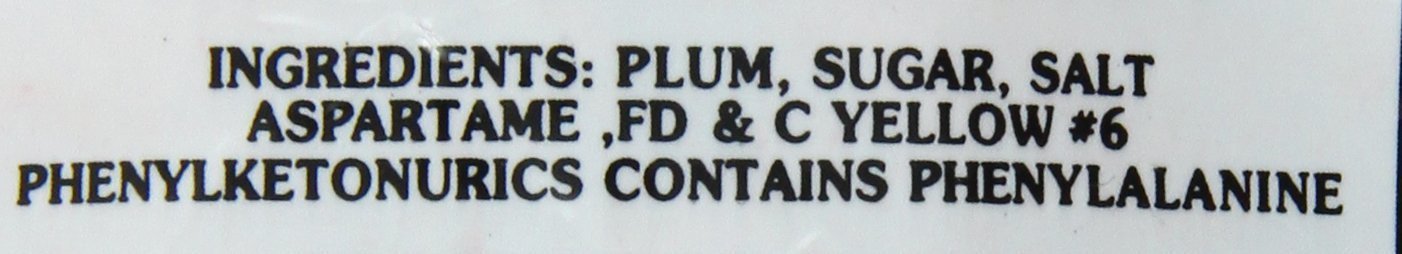 INGREDIENTS: PLUM, SUGAR, SALT
ASPARTAME ,FD & C YELLOW #6
PHENYLKETONURICS CONTAINS PHENYLALANINE